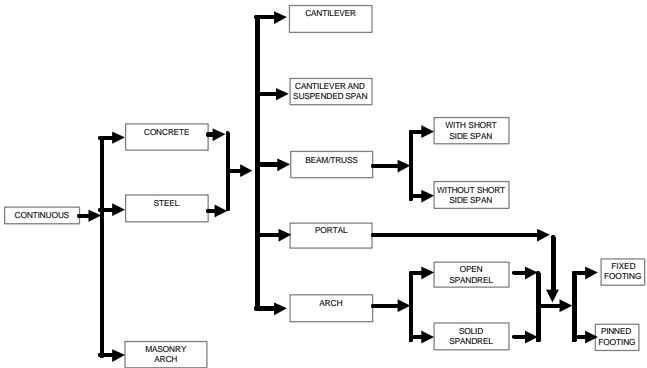 CANTILEVER
CANTILEVER AND
SUSPENDED SPAN
CONCRETE
WITH SHORT
SIDE SPAN
BEAM/TRUSS
STEEL
WITHOUT SHORT
SIDE SPAN
CONTINUOUS
PORTAL
OPEN
SPANDREL
FIXED
FOOTING
ARCH
SOLID
SPANDREL
PINNED
FOOTING
MASONRY
ARCH